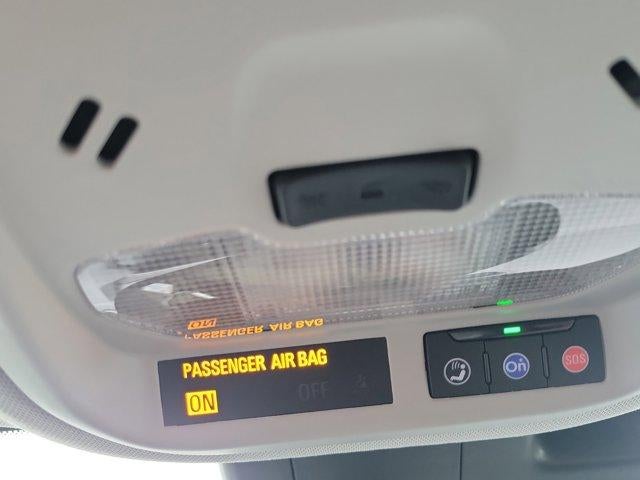 PASSENGER AIR BAG
ON OFF
On SOS